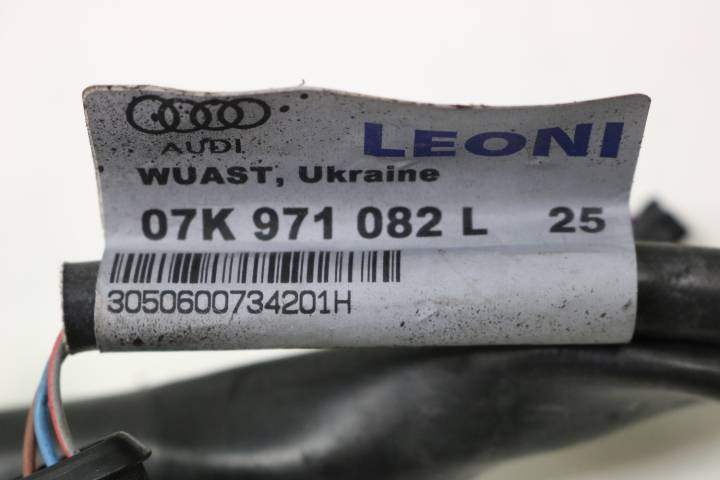 AUDI LEONI
WUAST, Ukraine
07K 971 082 L 25
3050600734201H